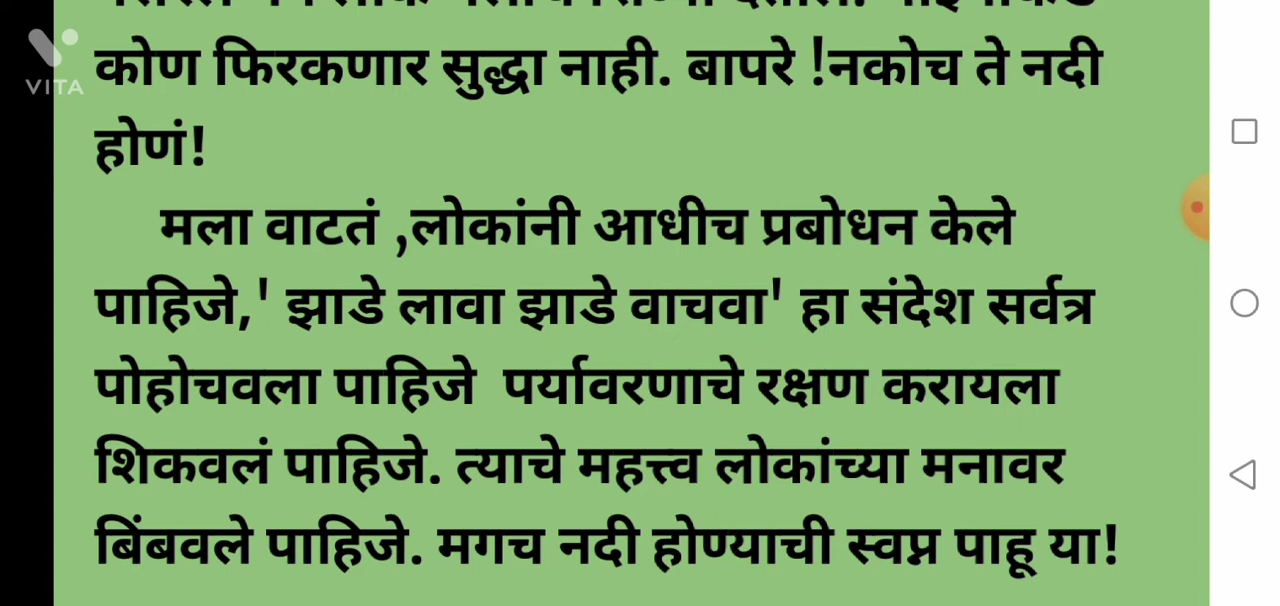 कोण फिरकणार सुद्धा नाही. बापरे !नकोच ते नदी
VITA
होणं!
मला वाटतं ,लोकांनी आधीच प्रबोधन केले
पाहिजे,' झाडे लावा झाडे वाचवा' हा संदेश सर्वत्र
पोहोचवला पाहिजे  पर्यावरणाचे रक्षण करायला
शिकवलं पाहिजे. त्याचे महत्त्व लोकांच्या मनावर
बिंबवले पाहिजे. मगच नदी होण्याची स्वप्न पाहू या!